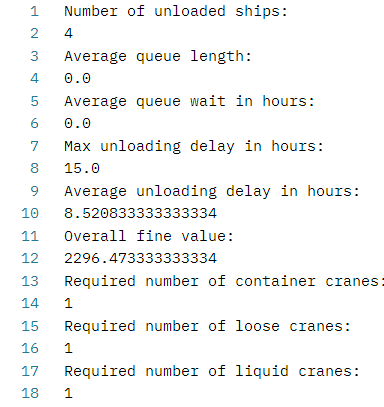 1 Number of unloaded ships:
2 4
3 Average queue length:
4 0.0
5 Average queue wait in hours:
6 0.0
7 Max unloading delay in hours:
8 15.0
9 Average unloading delay in hours:
10 8.520833333333334
11 Overall fine value:
12 2296.473333333334
13 Required number of container cranes:
14 1
15 Required number of loose cranes:
16 1
17 Required number of liquid cranes:
18 1